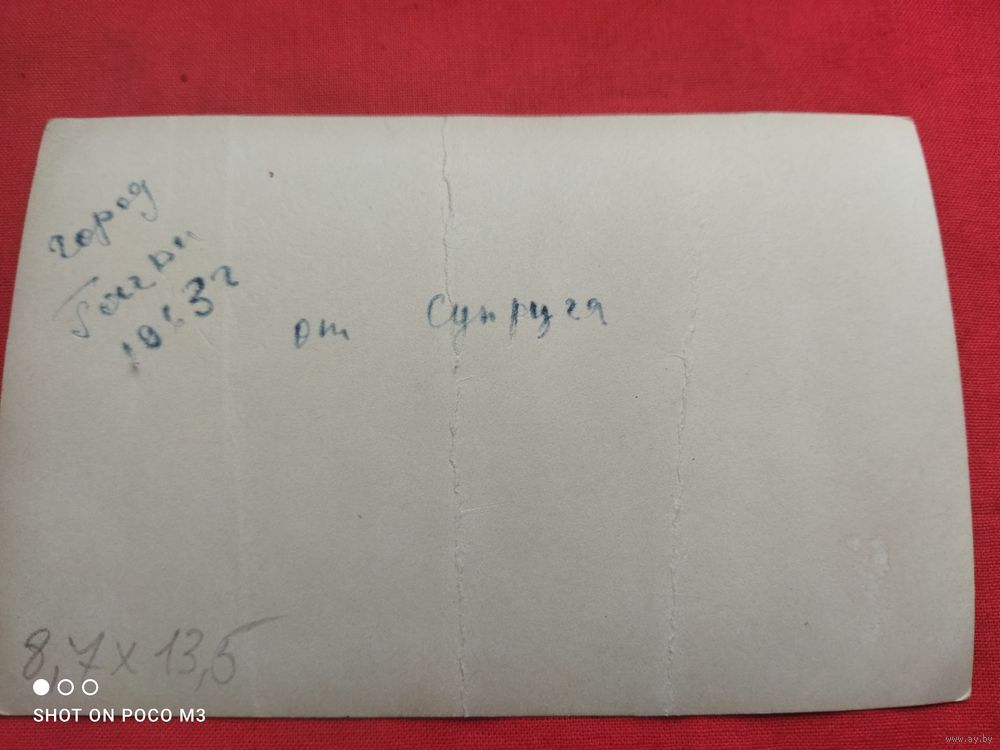 город
от Супруга
8,7 х 13,5
SHOT ON POCO M3
www.ay.by